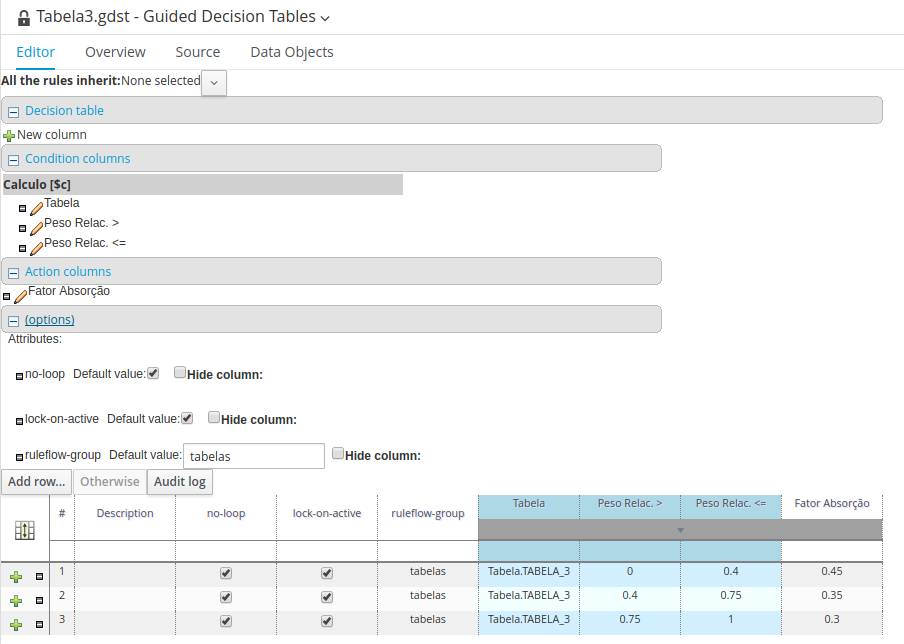 Tabela3.gdst - Guided Decision Tables
Editor Overview Source Data Objects
All the rules inherit:None selected
Decision table
New column
Condition columns
Calculo [$c]
Tabela
Peso Relac. >
Peso Relac. <=
Action columns
Fator Absorção
(options)
Attributes:
no-loop Default value: Hide column:
lock-on-active Default value: Hide column:
ruleflow-group Default value: tabelas Hide column:
Add row... Otherwise Audit log
# Description no-loop lock-on-active ruleflow-group Tabela Peso Relac. > Peso Relac. <= Fator Absorção
1 tabelas Tabela.TABELA_3 0 0.4 0.45
2 tabelas Tabela.TABELA_3 0.4 0.75 0.35
3 tabelas Tabela.TABELA_3 0.75 1 0.3